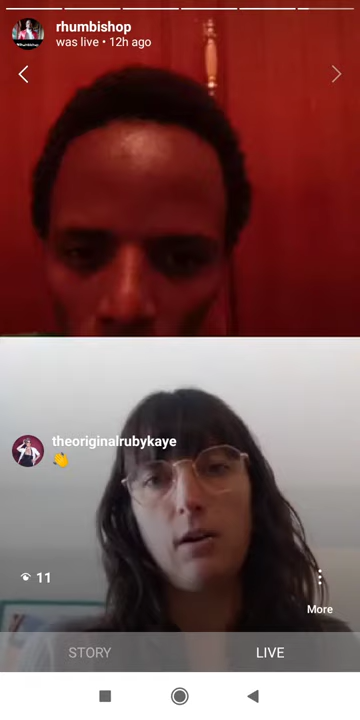 rhumbishop
was live • 12h ago
theoriginalrubykaye
11
More
STORY
LIVE